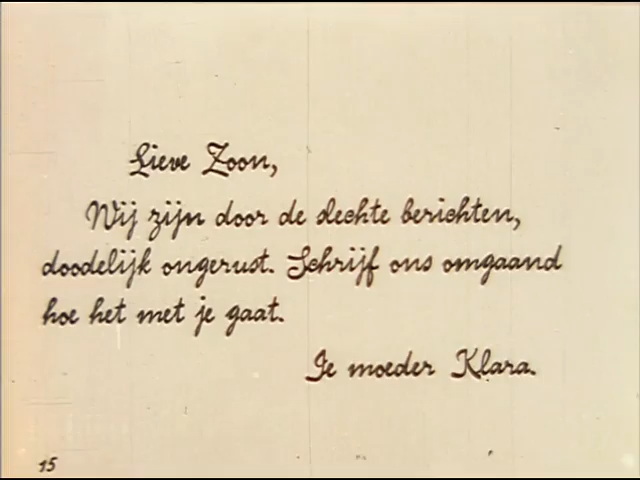 Lieve Zoon,
Wij zijn door de slechte berichten,
doodelijk ongerust. Schrijf ons omgaand
hoe het met je gaat.
Je moeder Klara.
15